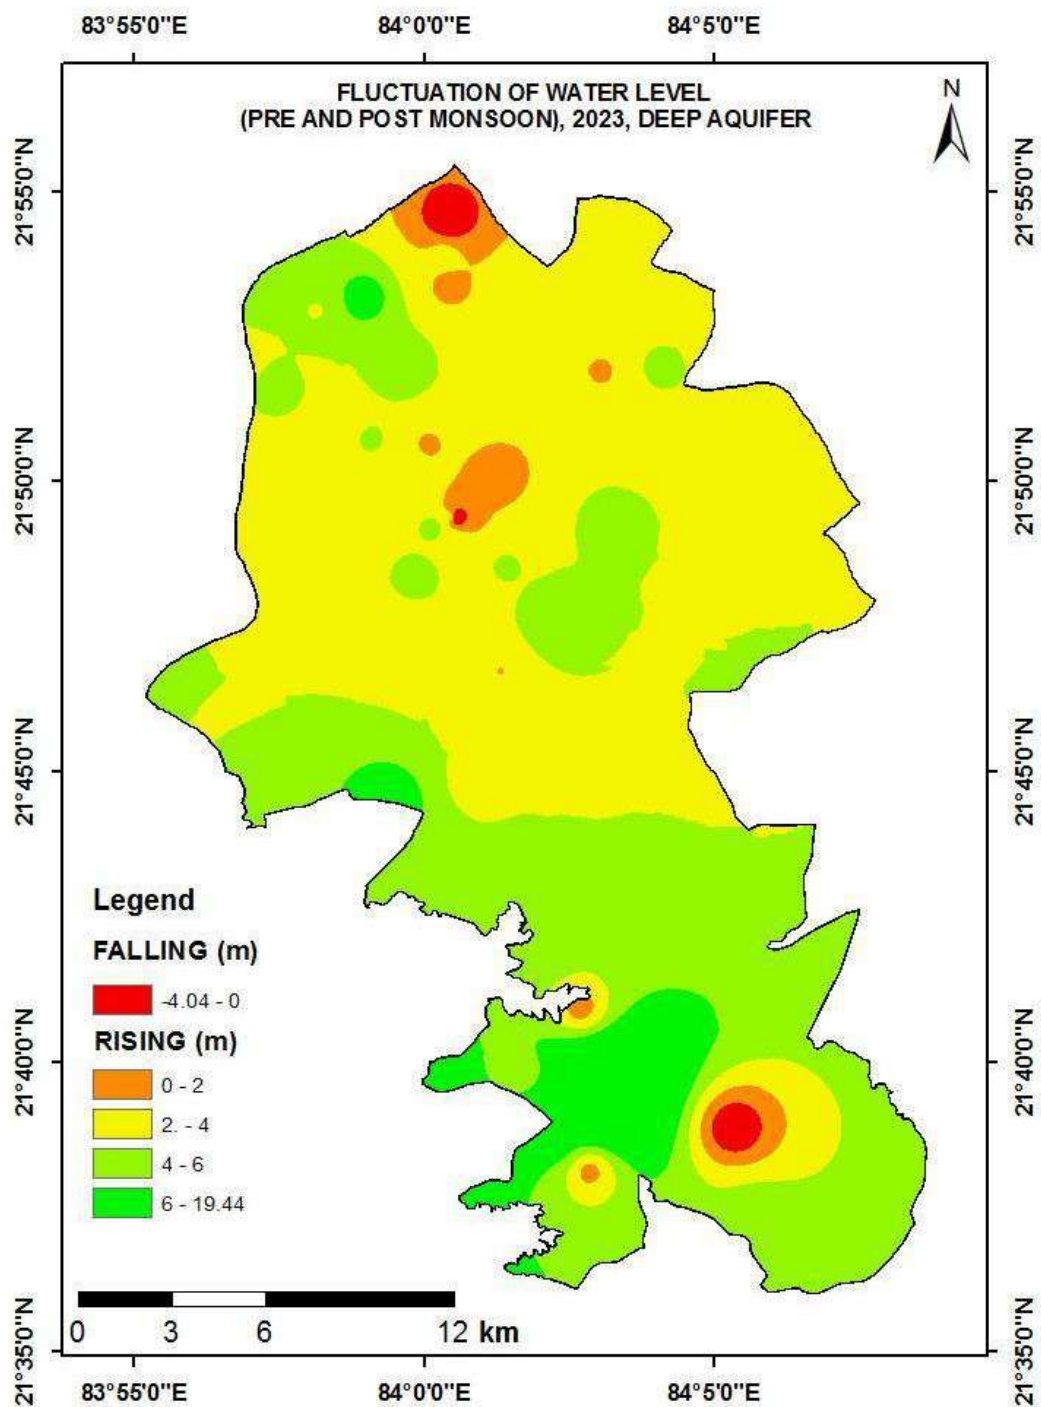 83°55'0"E 84°0'0"E 84°5'0"E
FLUCTUATION OF WATER LEVEL
(PRE AND POST MONSOON), 2023, DEEP AQUIFER
N
21°55'0"N 21°55'0"N
21°50'0"N 21°50'0"N
21°45'0"N 21°45'0"N
Legend
FALLING (m)
-4.04 - 0
RISING (m)
0 - 2
2. - 4
4 - 6
6 - 19.44
21°40'0"N 21°40'0"N
0 3 6 12 km
21°35'0"N 21°35'0"N
83°55'0"E 84°0'0"E 84°5'0"E